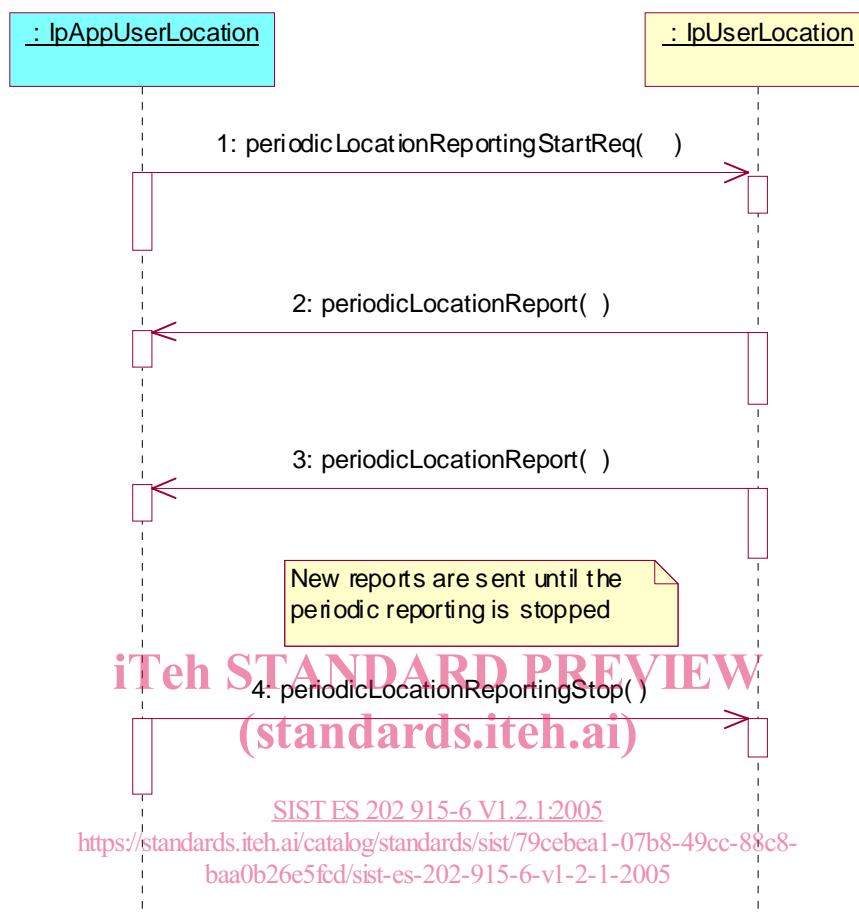 : IpAppUserLocation
: IpUserLocation
1: periodicLocationReportingStartReq(    )
2: periodicLocationReport(  )
3: periodicLocationReport(  )
New reports are sent until the
periodic reporting is stopped
iTeh STANDARD PREVIEW
4: periodicLocationReportingStop( )
(standards.iteh.ai)
SIST ES 202 915-6 V1.2.1:2005
https://standards.iteh.ai/catalog/standards/sist/79cebea1-07b8-49cc-88c8-
baa0b26e5fcd/sist-es-202-915-6-v1-2-1-2005